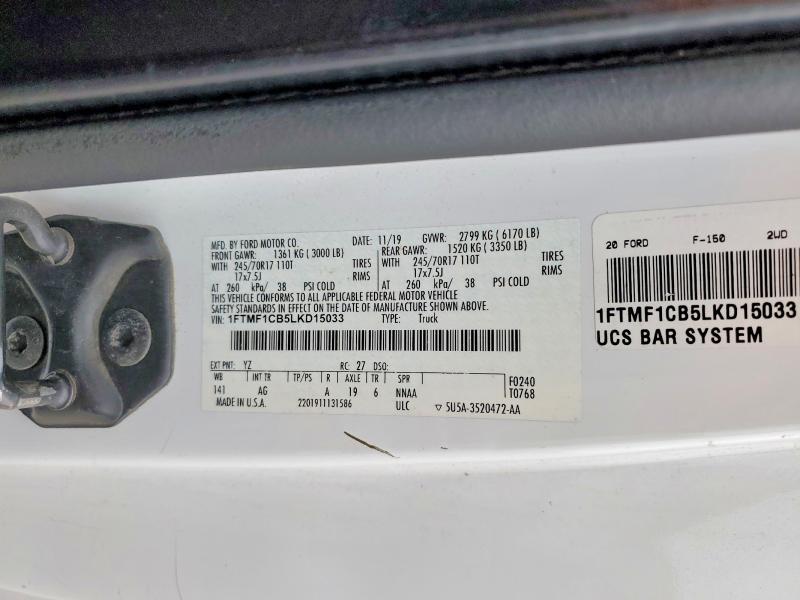 MFD. BY FORD MOTOR CO. DATE: 11/19 GVWR: 2799 KG ( 6170 LB)
FRONT GAWR: 1361 KG ( 3000 LB) REAR GAWR: 1520 KG ( 3350 LB)
WITH 245/70R17 110T TIRES WITH 245/70R17 110T TIRES
17x7.5J RIMS 17x7.5J RIMS
AT 260 kPa/ 38 PSI COLD AT 260 kPa/ 38 PSI COLD
THIS VEHICLE CONFORMS TO ALL APPLICABLE FEDERAL MOTOR VEHICLE
SAFETY STANDARDS IN EFFECT ON THE DATE OF MANUFACTURE SHOWN ABOVE.
VIN: 1FTMF1CB5LKD15033 TYPE: Truck
EXT PNT: YZ RC: 27 DSO:
WB INT TR TP/PS R AXLE TR SPR F0240
141 AG A 19 6 NNAA T0768
MADE IN U.S.A. 2201911131586 ULC ▽ 5U5A-3520472-AA
20 FORD F-150 2WD
1FTMF1CB5LKD15033
UCS BAR SYSTEM